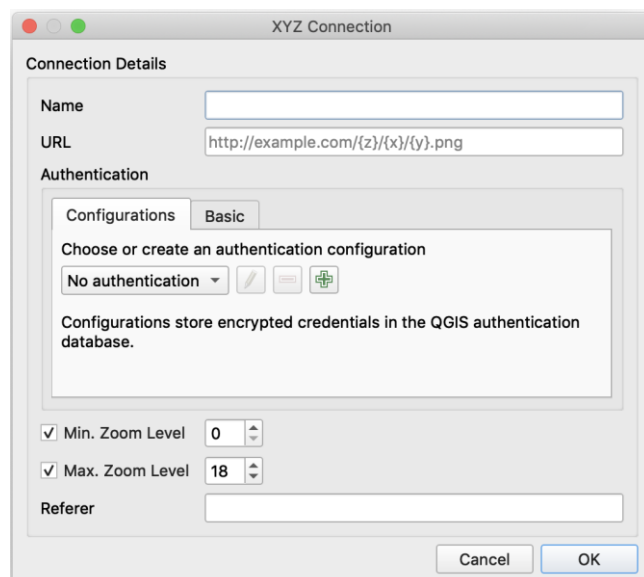 XYZ Connection
Connection Details
Name
URL http://example.com/{z}/{x}/{y}.png
Authentication
Configurations Basic
Choose or create an authentication configuration
No authentication
Configurations store encrypted credentials in the QGIS authentication
database.
Min. Zoom Level 0
Max. Zoom Level 18
Referer
Cancel OK